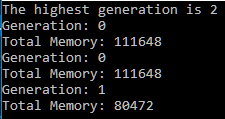 The highest generation is 2
Generation: 0
Total Memory: 111648
Generation: 0
Total Memory: 111648
Generation: 1
Total Memory: 80472